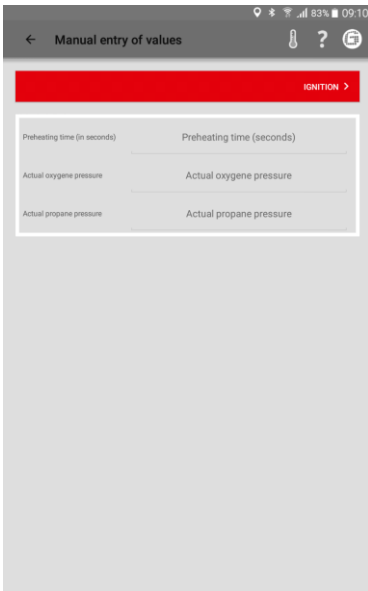 83% 09:10
Manual entry of values ?
IGNITION >
Preheating time (in seconds) Preheating time (seconds)
Actual oxygene pressure Actual oxygene pressure
Actual propane pressure Actual propane pressure